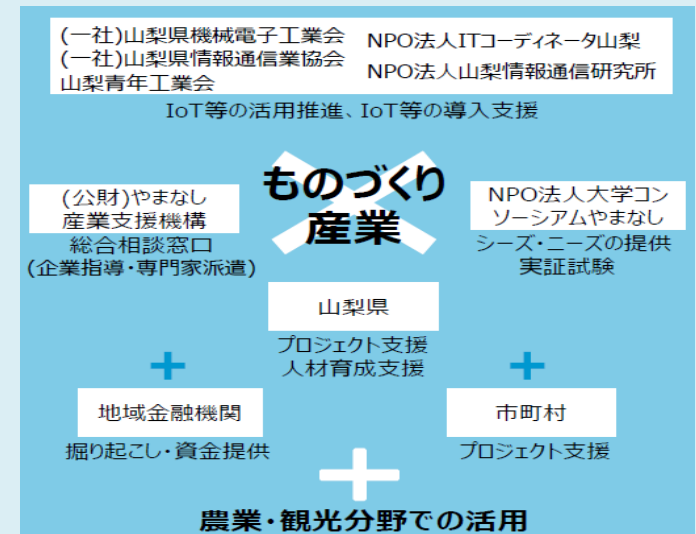 (一社)山梨県機械電子工業会
(一社)山梨県情報通信業協会
山梨青年工業会
NPO法人ITコーディネータ山梨
NPO法人山梨情報通信研究所
IoT等の活用推進、IoT等の導入支援
ものづくり
産業
(公財)やまなし
産業支援機構
総合相談窓口
(企業指導・専門家派遣)
NPO法人大学コン
ソーシアムやまなし
シーズ・ニーズの提供
実証試験
山梨県
プロジェクト支援
人材育成支援
地域金融機関
掘り起こし・資金提供
市町村
プロジェクト支援
農業・観光分野での活用